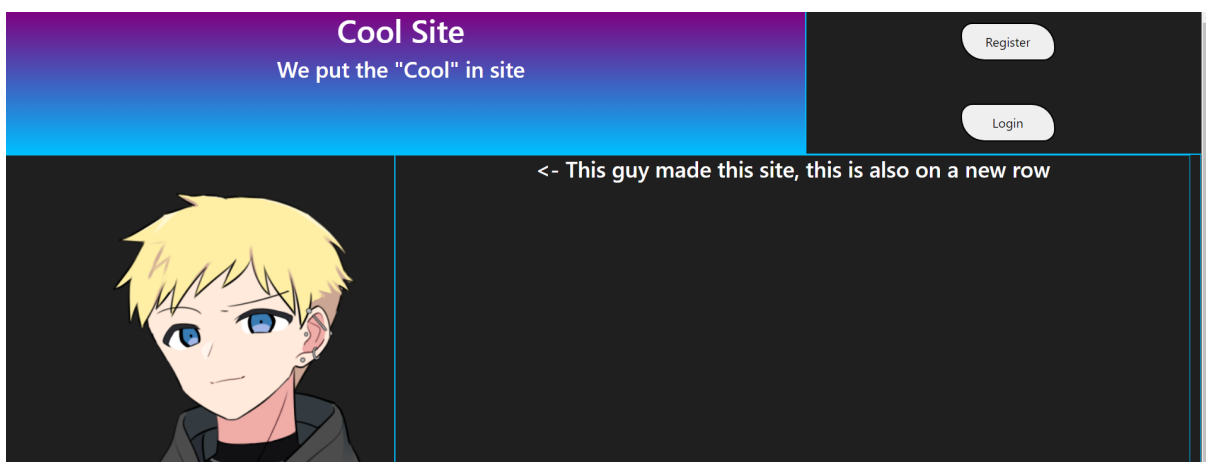 Cool Site
We put the "Cool" in site
Register
Login
<- This guy made this site, this is also on a new row